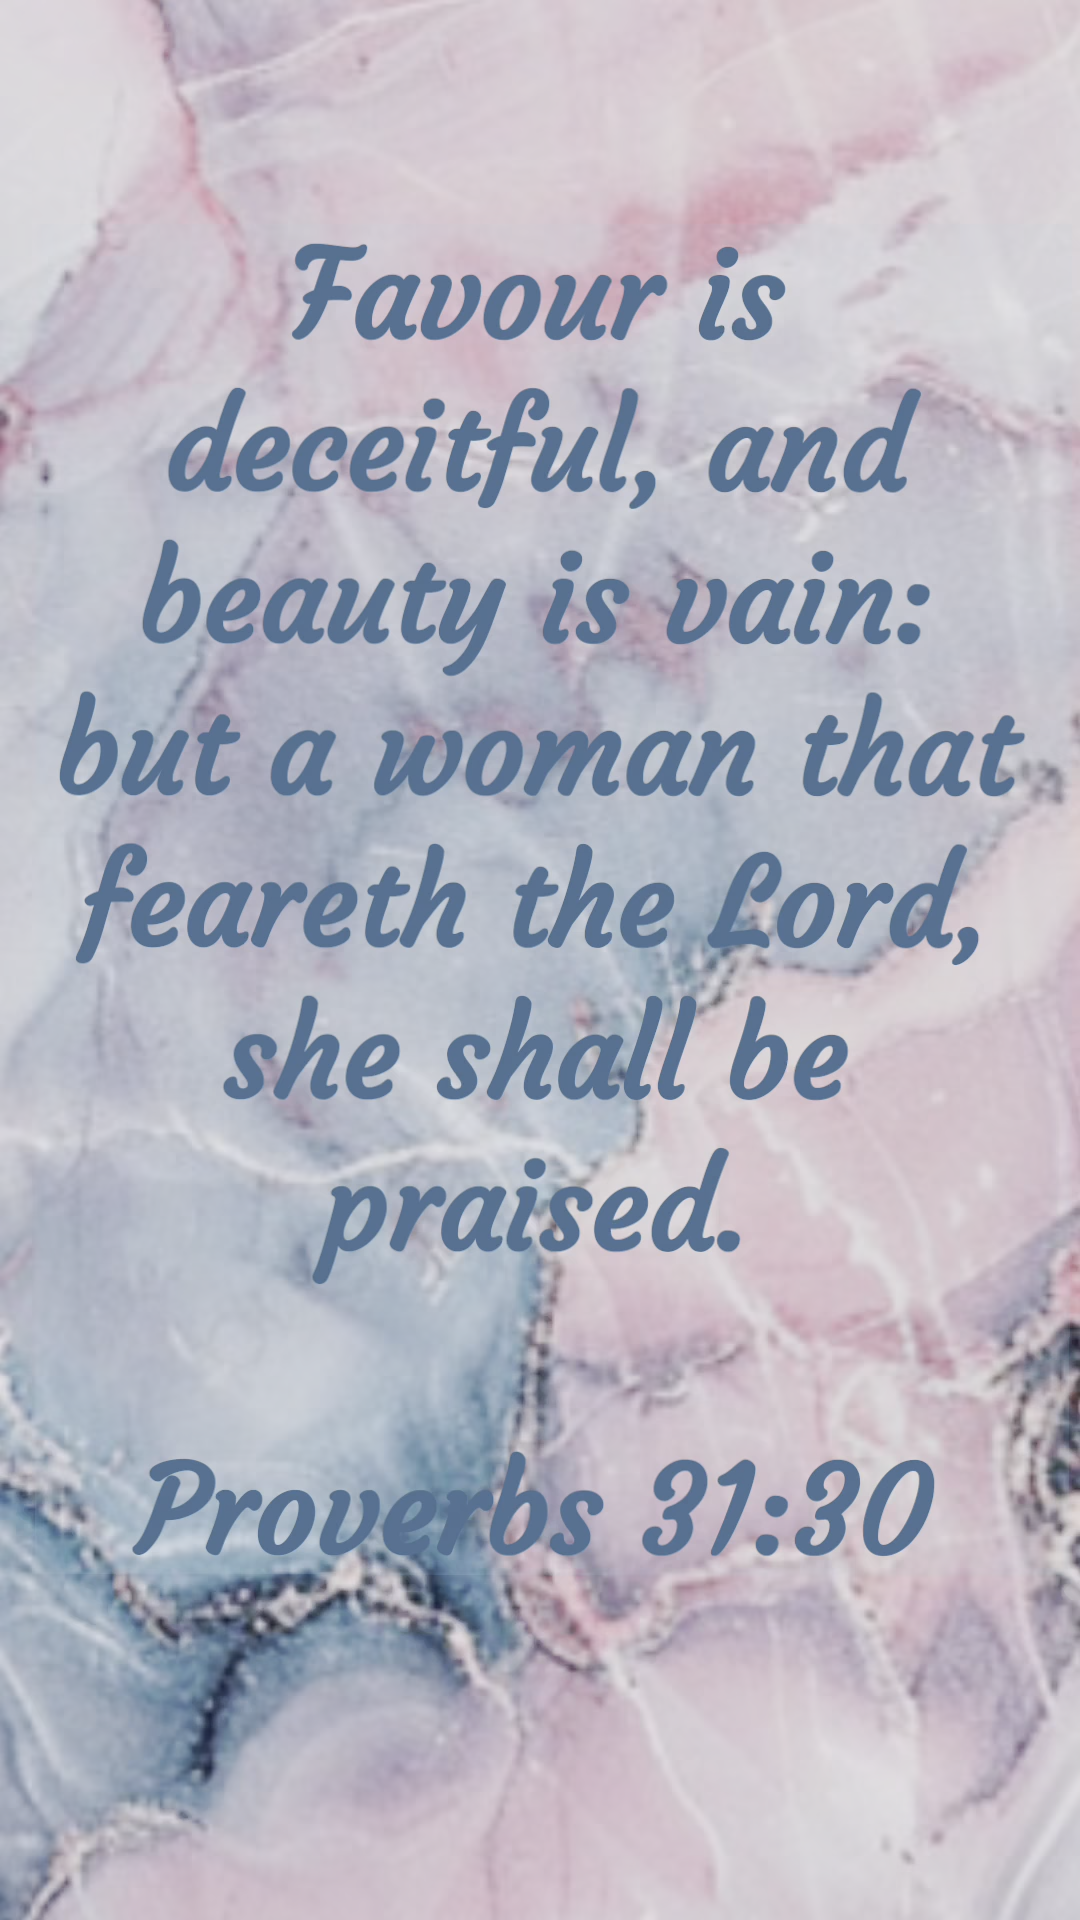 Favour is
deceitful, and
beauty is vain:
but a woman that
feareth the Lord,
she shall be
praised.
Proverbs 31:30